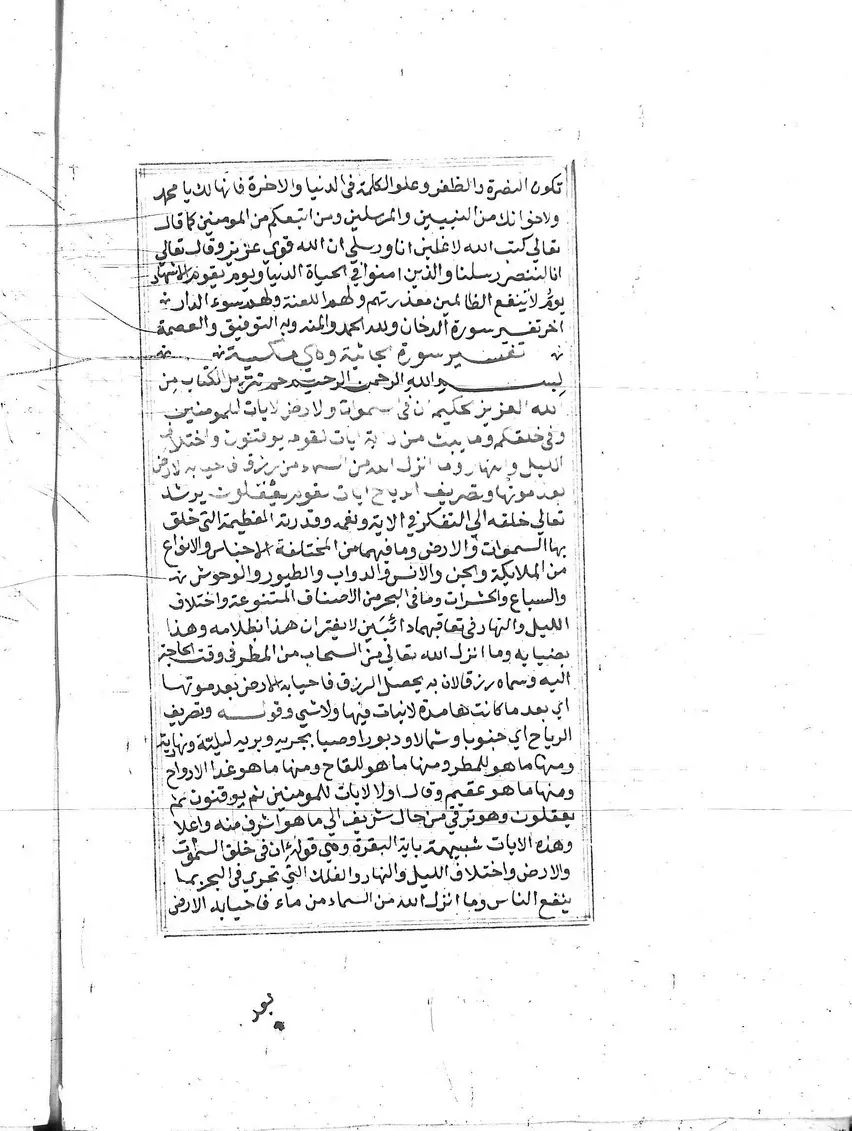 تكون النصرة والظفر وعلو الكلمة في الدنيا والاخرة فانها لك يا محمد
ولاخوانك من النبيين والمرسلين ومن اتبعكم من المومنين كما قال
تعالي كتب الله لاغلبن انا ورسلي ان الله قوي عزيز وقال تعالي
انا لننصر رسلنا والذين امنوا في الحياة الدنيا ويوم يقوم الاشهاد
يوم لا ينفع الظالمين معذرتهم ولهم اللعنة ولهم سوء الدار
اخر تفسير سورة الدخان ولله الحمد والمنه وبه التوفيق والعصمة
تفسير سورة الجاثية وهي مكية
بسم الله الرحمن الرحيم حم تنزيل الكتاب من
الله العزيز الحكيم ان في السموات والارض لايات للمومنين
وفي خلقكم وما يبث من دابة ايات لقوم يوقنون واختلاف
الليل والنهار وما انزل الله من السماء من رزق فاحيا به الارض
بعد موتها وتصريف الرياح ايات لقوم يعقلون يرشد
تعالي خلقه الي التفكر في الايه ونعمه وقدرته العظيمة التي خلق
بها السموات والارض وما فيهما من المختلفة الاجناس والانواع
من الملايكة والجن والانس والدواب والطيور والوحوش
والسباع والحشرات وما في البحر من الاصناف المتنوعة واختلاف
الليل والنهار في تعاقبهما دائبين لا يفتران هذا بظلامه وهذا
بضيايه وما انزل الله تعالي من السحاب من المطر في وقت الحاجة
اليه وسماه رزقا لان به يحصل الرزق فاحيا به الارض بعد موتها
اي بعد ما كانت هامدة لا نبات فيها ولا شي وقوله وتصريف
الرياح اي جنوبا وشمالا ودبورا وصبا بحريه وبريه ليليّة ونهارية
ومنها ما هو للمطر ومنها ما هو للقاح ومنها ما هو غذا الارواح
ومنها ما هو عقيم وقال اولا لايات للمومنين ثم يوقنون ثم
يعقلون وهو ترقي من حال شريف الي ما هو اشرف منه واعلا
وهذه الايات شبيهة باية البقرة وهي قوله ان في خلق السموت
والارض واختلاف الليل والنهار والفلك التي تجري في البحر بما
ينفع الناس وما انزل الله من السماء من ماء فاحيا به الارض
بعد